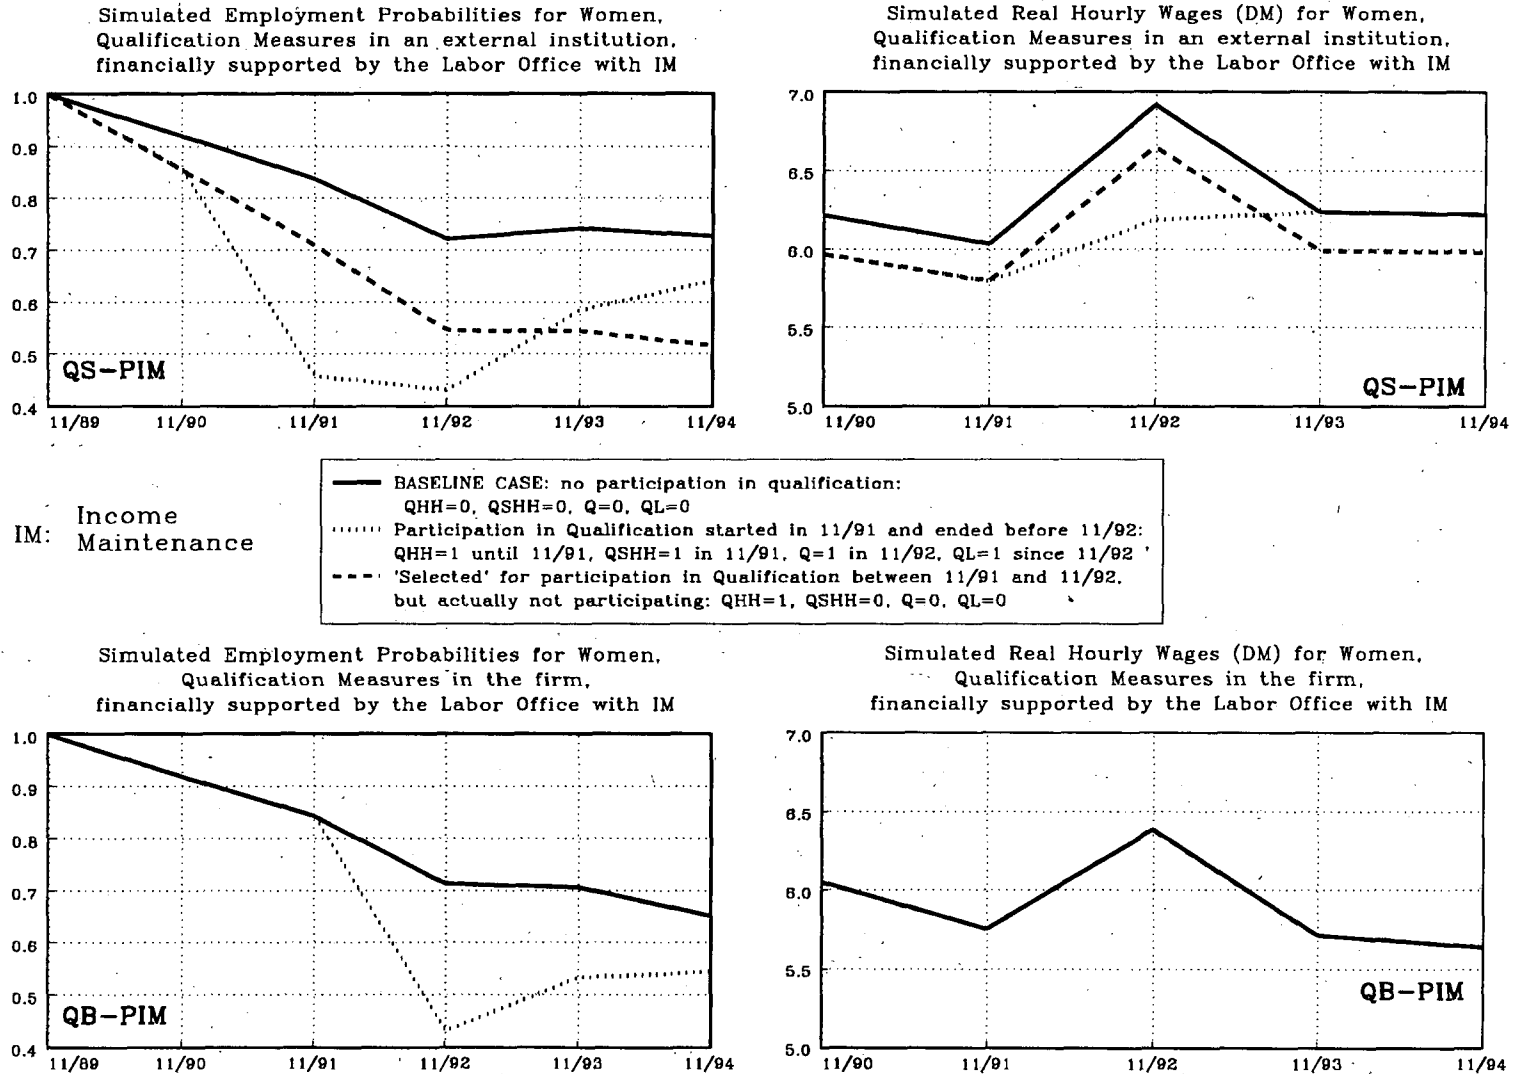 Simulated Employment Probabilities for Women,
Qualification Measures in an external institution,
financially supported by the Labor Office with IM
1.0
0.9
0.8
0.7
0.6
0.5
0.4
QS-PIM
11/89 11/90 11/91 11/92 11/93 11/94
Simulated Real Hourly Wages (DM) for Women,
Qualification Measures in an external institution,
financially supported by the Labor Office with IM
7.0
6.5
6.0
5.5
5.0
QS-PIM
11/90 11/91 11/92 11/93 11/94
IM: Income
Maintenance
BASELINE CASE: no participation in qualification:
QHH=0, QSHH=0, Q=0, QL=0
Participation in Qualification started in 11/91 and ended before 11/92:
QHH=1 until 11/91, QSHH=1 in 11/91, Q=1 in 11/92, QL=1 since 11/92
'Selected' for participation in Qualification between 11/91 and 11/92,
but actually not participating: QHH=1, QSHH=0, Q=0, QL=0
Simulated Employment Probabilities for Women,
Qualification Measures in the firm,
financially supported by the Labor Office with IM
1.0
0.9
0.8
0.7
0.6
0.5
0.4
QB-PIM
11/89 11/90 11/91 11/92 11/93 11/94
Simulated Real Hourly Wages (DM) for Women,
Qualification Measures in the firm,
financially supported by the Labor Office with IM
7.0
6.5
6.0
5.5
5.0
QB-PIM
11/90 11/91 11/92 11/93 11/94